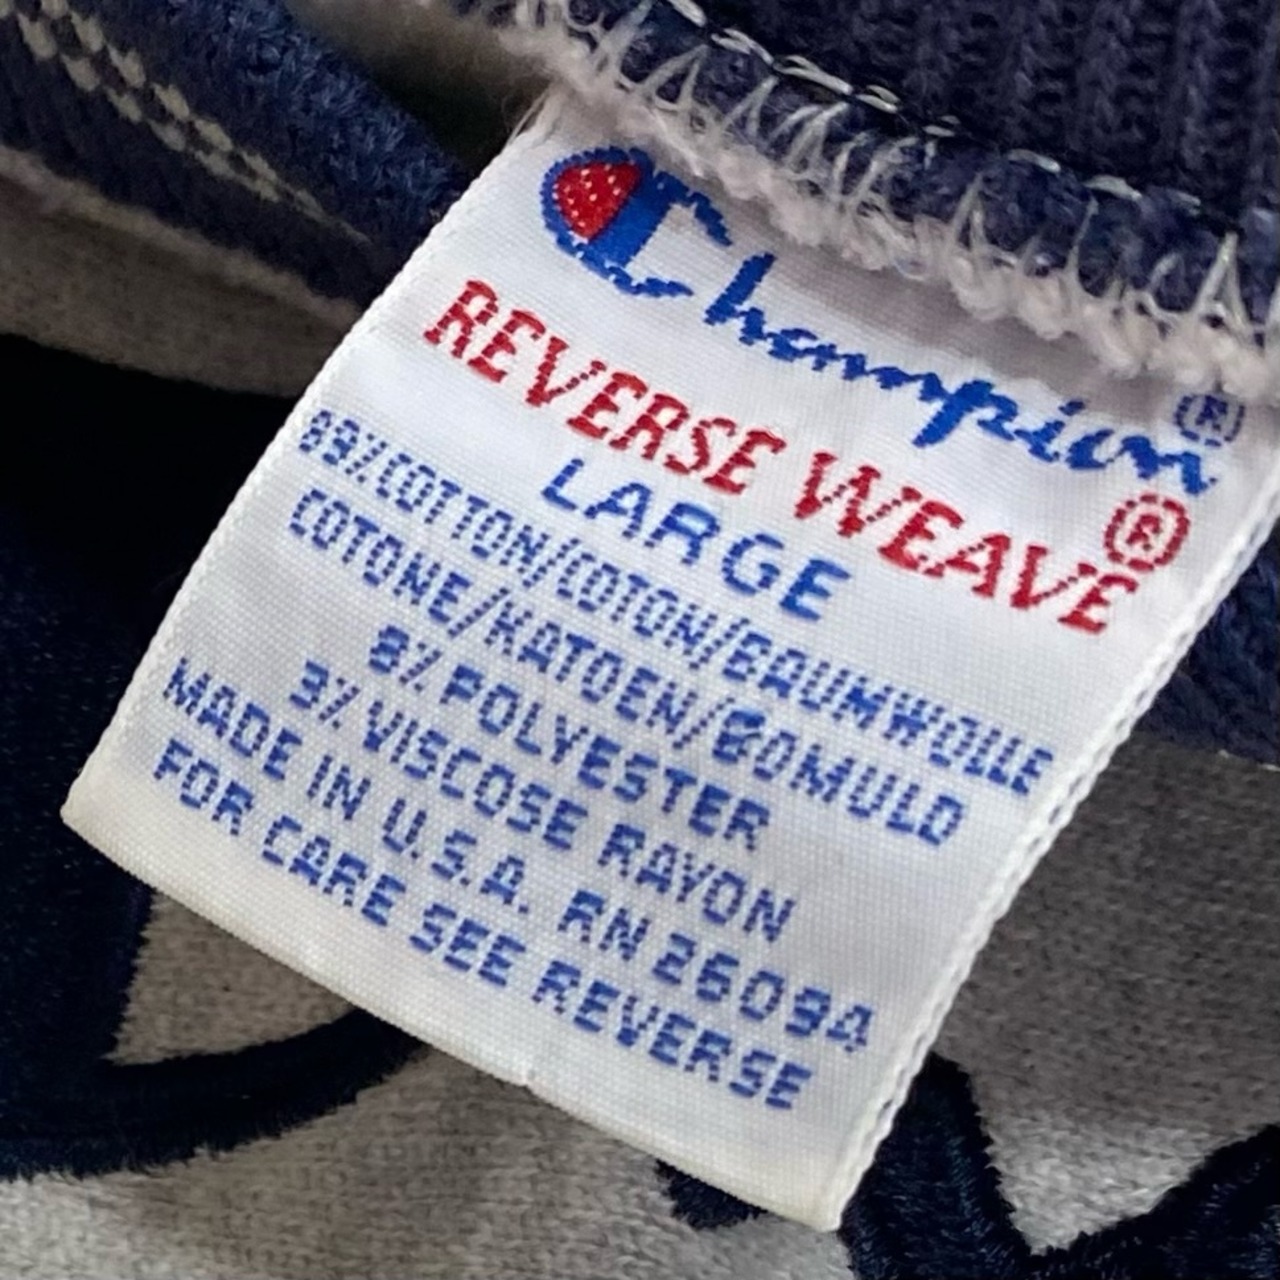 Champion®
REVERSE WEAVE®
LARGE
89%COTTON/COTON/BAUMWOLLE
COTONE/KATOEN/BOMULD
8% POLYESTER
3% VISCOSE RAYON
MADE IN U.S.A. RN 26094
FOR CARE SEE REVERSE